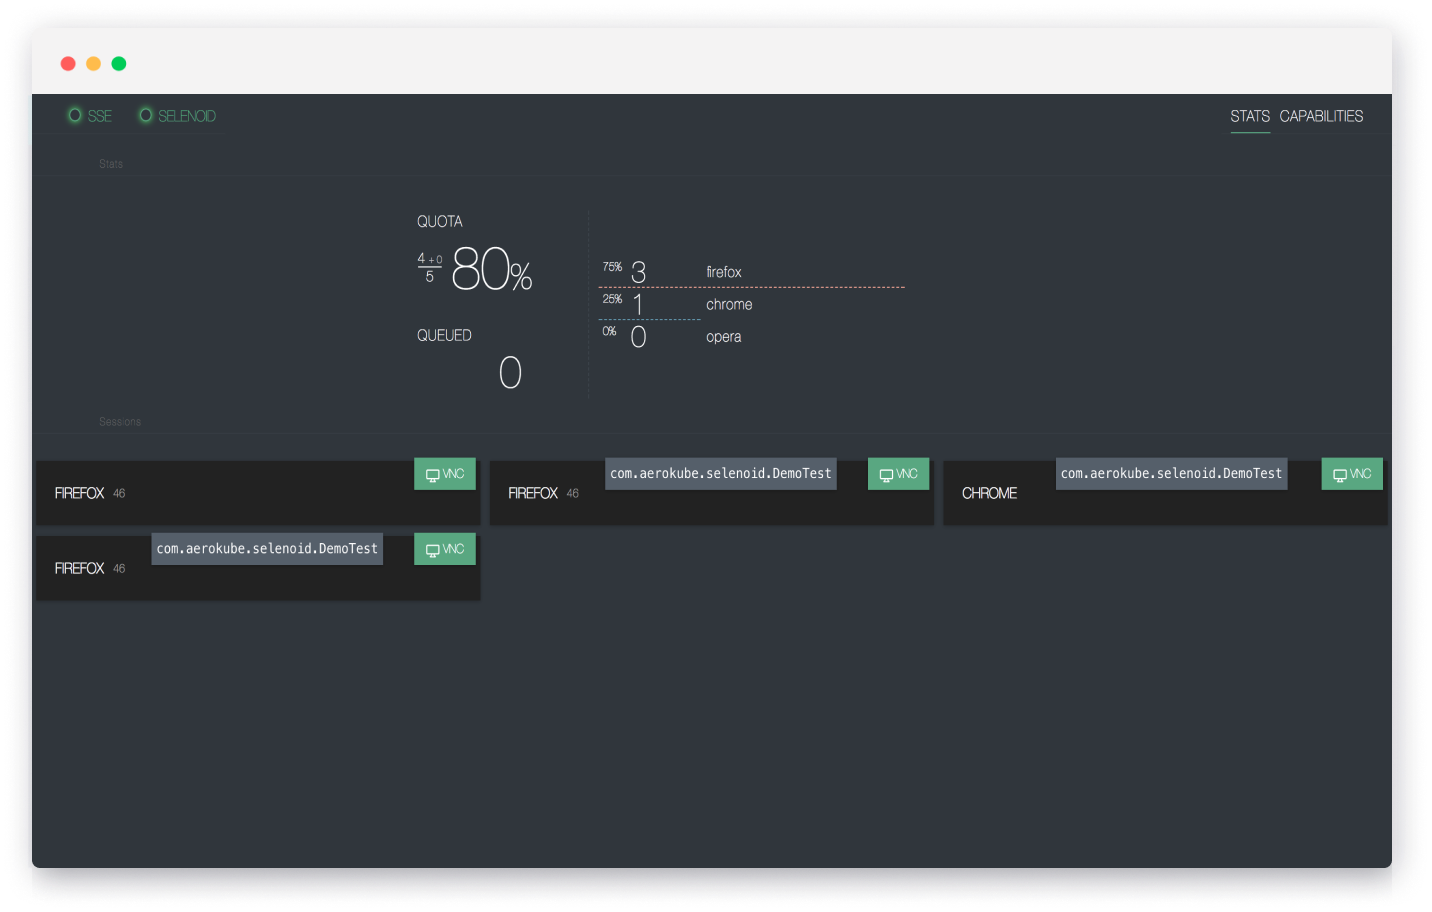 SSE SELENOID STATS CAPABILITIES
Stats
QUOTA
4 + 0
5
80%
75% 3 firefox
25% 1 chrome
0% 0 opera
QUEUED
0
Sessions
FIREFOX 46 VNC
FIREFOX 46 com.aerokube.selenoid.DemoTest VNC
CHROME com.aerokube.selenoid.DemoTest VNC
FIREFOX 46 com.aerokube.selenoid.DemoTest VNC